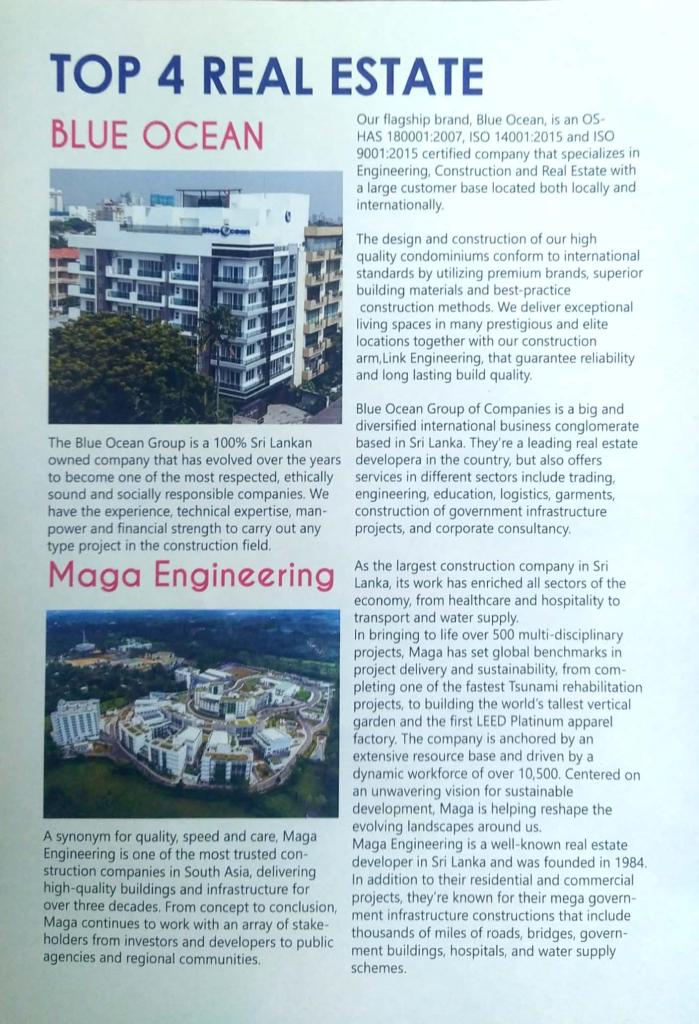 TOP 4 REAL ESTATE
BLUE OCEAN
Blue Ocean
The Blue Ocean Group is a 100% Sri Lankan
owned company that has evolved over the years
to become one of the most respected, ethically
sound and socially responsible companies. We
have the experience, technical expertise, man-
power and financial strength to carry out any
type project in the construction field.
Our flagship brand, Blue Ocean, is an OS-
HAS 180001:2007, ISO 14001:2015 and ISO
9001:2015 certified company that specializes in
Engineering, Construction and Real Estate with
a large customer base located both locally and
internationally.
The design and construction of our high
quality condominiums conform to international
standards by utilizing premium brands, superior
building materials and best-practice
construction methods. We deliver exceptional
living spaces in many prestigious and elite
locations together with our construction
arm,Link Engineering, that guarantee reliability
and long lasting build quality.
Blue Ocean Group of Companies is a big and
diversified international business conglomerate
based in Sri Lanka. They're a leading real estate
developera in the country, but also offers
services in different sectors include trading,
engineering, education, logistics, garments,
construction of government infrastructure
projects, and corporate consultancy.
Maga Engineering
A synonym for quality, speed and care, Maga
Engineering is one of the most trusted con-
struction companies in South Asia, delivering
high-quality buildings and infrastructure for
over three decades. From concept to conclusion,
Maga continues to work with an array of stake-
holders from investors and developers to public
agencies and regional communities.
As the largest construction company in Sri
Lanka, its work has enriched all sectors of the
economy, from healthcare and hospitality to
transport and water supply.
In bringing to life over 500 multi-disciplinary
projects, Maga has set global benchmarks in
project delivery and sustainability, from com-
pleting one of the fastest Tsunami rehabilitation
projects, to building the world's tallest vertical
garden and the first LEED Platinum apparel
factory. The company is anchored by an
extensive resource base and driven by a
dynamic workforce of over 10,500. Centered on
an unwavering vision for sustainable
development, Maga is helping reshape the
evolving landscapes around us.
Maga Engineering is a well-known real estate
developer in Sri Lanka and was founded in 1984.
In addition to their residential and commercial
projects, they're known for their mega govern-
ment infrastructure constructions that include
thousands of miles of roads, bridges, govern-
ment buildings, hospitals, and water supply
schemes.